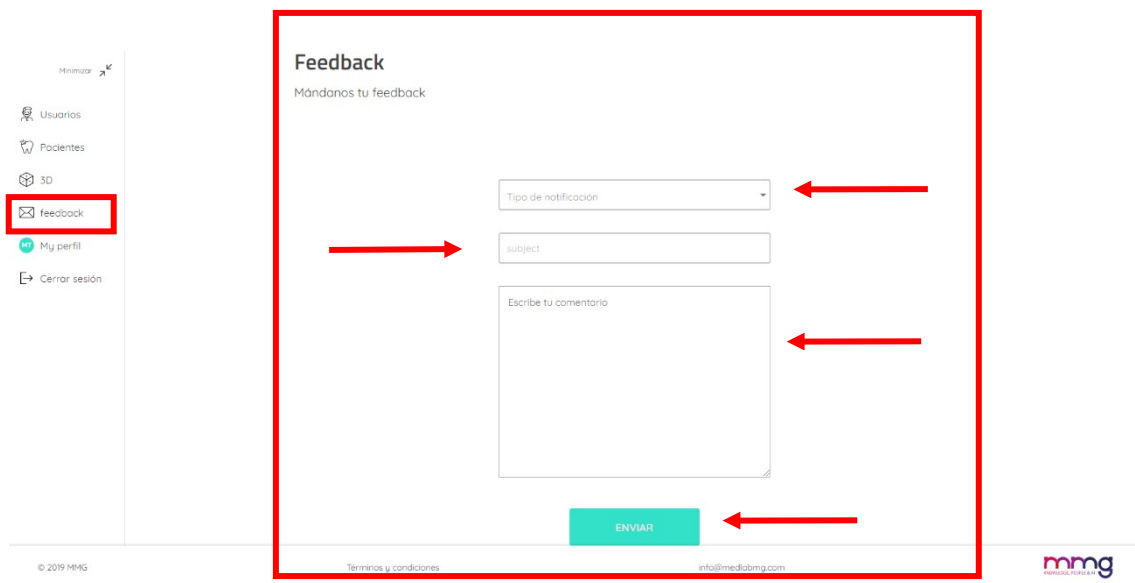 Minimizar
Usuarios
Pacientes
3D
feedback
MT
My perfil
Cerrar sesión
Feedback
Mándanos tu feedback
Tipo de notificación
subject
Escribe tu comentario
ENVIAR
© 2019 MMG
Términos y condiciones
info@medlabmg.com
mmg